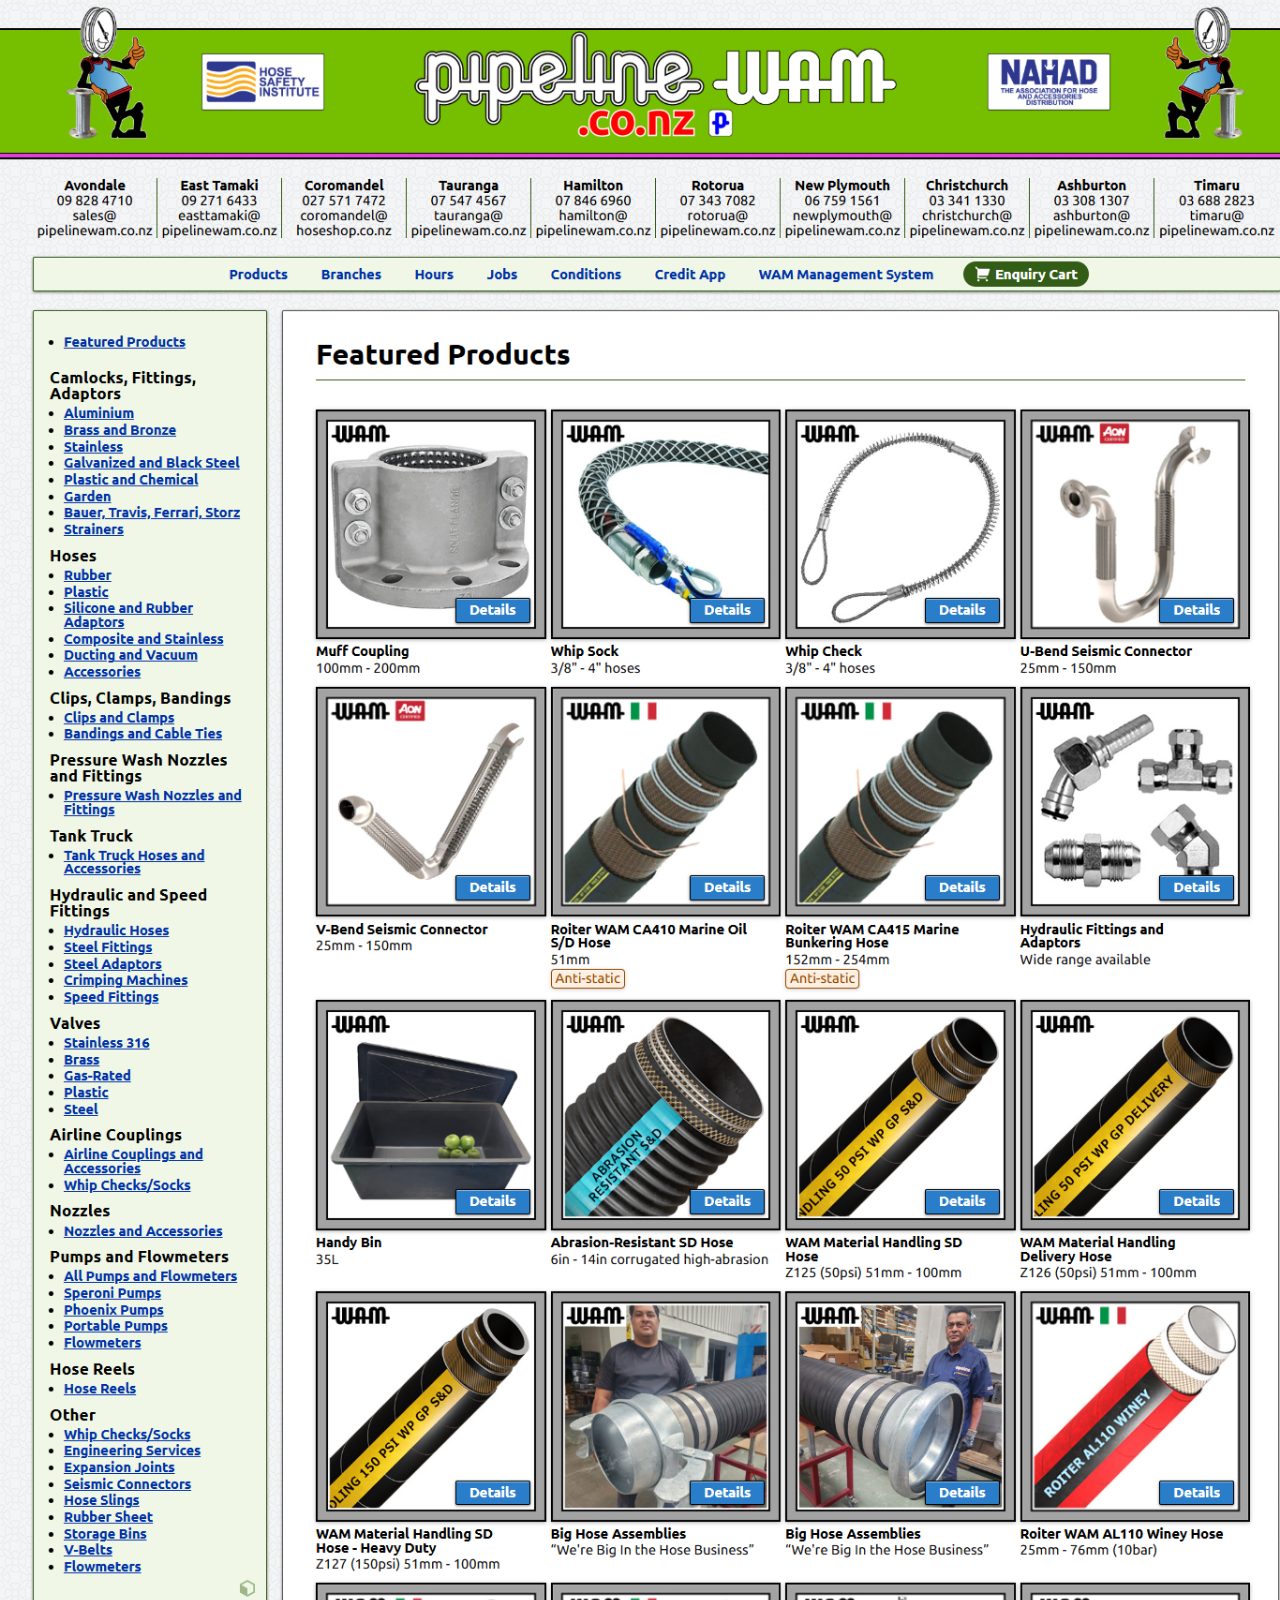 HOSE
SAFETY
INSTITUTE
pipeline WAM
.co.nz P
NAHAD
THE ASSOCIATION FOR HOSE
AND ACCESSORIES
DISTRIBUTION
Avondale
09 828 4710
sales@
pipelinewam.co.nz
East Tamaki
09 271 6433
easttamaki@
pipelinewam.co.nz
Coromandel
027 571 7472
coromandel@
hoseshop.co.nz
Tauranga
07 547 4567
tauranga@
pipelinewam.co.nz
Hamilton
07 846 6960
hamilton@
pipelinewam.co.nz
Rotorua
07 343 7082
rotorua@
pipelinewam.co.nz
New Plymouth
06 759 1561
newplymouth@
pipelinewam.co.nz
Christchurch
03 341 1330
christchurch@
pipelinewam.co.nz
Ashburton
03 308 1307
ashburton@
pipelinewam.co.nz
Timaru
03 688 2823
timaru@
pipelinewam.co.nz
Products Branches Hours Jobs Conditions Credit App WAM Management System Enquiry Cart
Featured Products
Camlocks, Fittings,
Adaptors
Aluminium
Brass and Bronze
Stainless
Galvanized and Black Steel
Plastic and Chemical
Garden
Bauer, Travis, Ferrari, Storz
Strainers
Hoses
Rubber
Plastic
Silicone and Rubber
Adaptors
Composite and Stainless
Ducting and Vacuum
Accessories
Clips, Clamps, Bandings
Clips and Clamps
Bandings and Cable Ties
Pressure Wash Nozzles
and Fittings
Pressure Wash Nozzles and
Fittings
Tank Truck
Tank Truck Hoses and
Accessories
Hydraulic and Speed
Fittings
Hydraulic Hoses
Steel Fittings
Steel Adaptors
Crimping Machines
Speed Fittings
Valves
Stainless 316
Brass
Gas-Rated
Plastic
Steel
Airline Couplings
Airline Couplings and
Accessories
Whip Checks/Socks
Nozzles
Nozzles and Accessories
Pumps and Flowmeters
All Pumps and Flowmeters
Speroni Pumps
Phoenix Pumps
Portable Pumps
Flowmeters
Hose Reels
Hose Reels
Other
Whip Checks/Socks
Engineering Services
Expansion Joints
Seismic Connectors
Hose Slings
Rubber Sheet
Storage Bins
V-Belts
Flowmeters
Featured Products
WAM
Details
Muff Coupling
100mm - 200mm
WAM
Details
Whip Sock
3/8" - 4" hoses
WAM
Details
Whip Check
3/8" - 4" hoses
WAM AON
Details
U-Bend Seismic Connector
25mm - 150mm
WAM AON
Details
V-Bend Seismic Connector
25mm - 150mm
WAM
Details
Roiter WAM CA410 Marine Oil
S/D Hose
51mm
Anti-static
WAM
Details
Roiter WAM CA415 Marine
Bunkering Hose
152mm - 254mm
Anti-static
WAM
Details
Hydraulic Fittings and
Adaptors
Wide range available
WAM
Details
Handy Bin
35L
WAM
ABRASION
RESISTANT S&D
Details
Abrasion-Resistant SD Hose
6in - 14in corrugated high-abrasion
WAM
NDLING 50 PSI WP GP S&D
Details
WAM Material Handling SD
Hose
Z125 (50psi) 51mm - 100mm
WAM
LING 50 PSI WP GP DELIVERY
Details
WAM Material Handling
Delivery Hose
Z126 (50psi) 51mm - 100mm
WAM
DLING 150 PSI WP GP S&D
Details
WAM Material Handling SD
Hose - Heavy Duty
Z127 (150psi) 51mm - 100mm
WAM
Details
Big Hose Assemblies
“We're Big In the Hose Business”
WAM
Details
Big Hose Assemblies
“We're Big In the Hose Business”
WAM
ROITER AL110 WINEY
Details
Roiter WAM AL110 Winey Hose
25mm - 76mm (10bar)